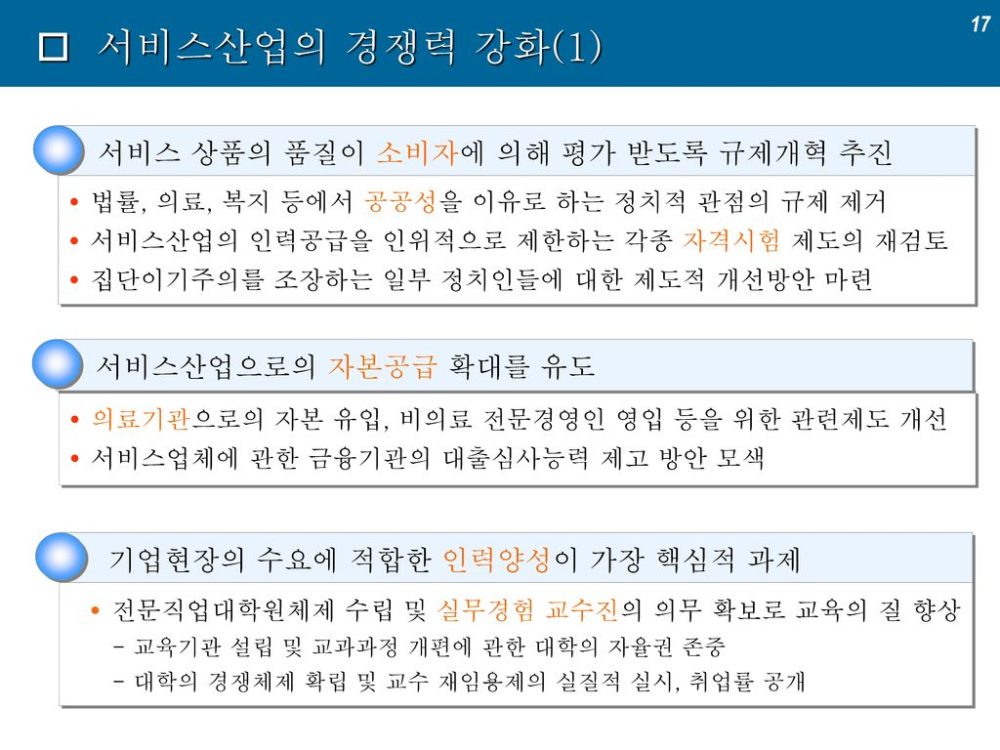 17
□ 서비스산업의 경쟁력 강화(1)
서비스 상품의 품질이 소비자에 의해 평가 받도록 규제개혁 추진
• 법률, 의료, 복지 등에서 공공성을 이유로 하는 정치적 관점의 규제 제거
• 서비스산업의 인력공급을 인위적으로 제한하는 각종 자격시험 제도의 재검토
• 집단이기주의를 조장하는 일부 정치인들에 대한 제도적 개선방안 마련
서비스산업으로의 자본공급 확대를 유도
• 의료기관으로의 자본 유입, 비의료 전문경영인 영입 등을 위한 관련제도 개선
• 서비스업체에 관한 금융기관의 대출심사능력 제고 방안 모색
기업현장의 수요에 적합한 인력양성이 가장 핵심적 과제
• 전문직업대학원체제 수립 및 실무경험 교수진의 의무 확보로 교육의 질 향상
- 교육기관 설립 및 교과과정 개편에 관한 대학의 자율권 존중
- 대학의 경쟁체제 확립 및 교수 재임용제의 실질적 실시, 취업률 공개